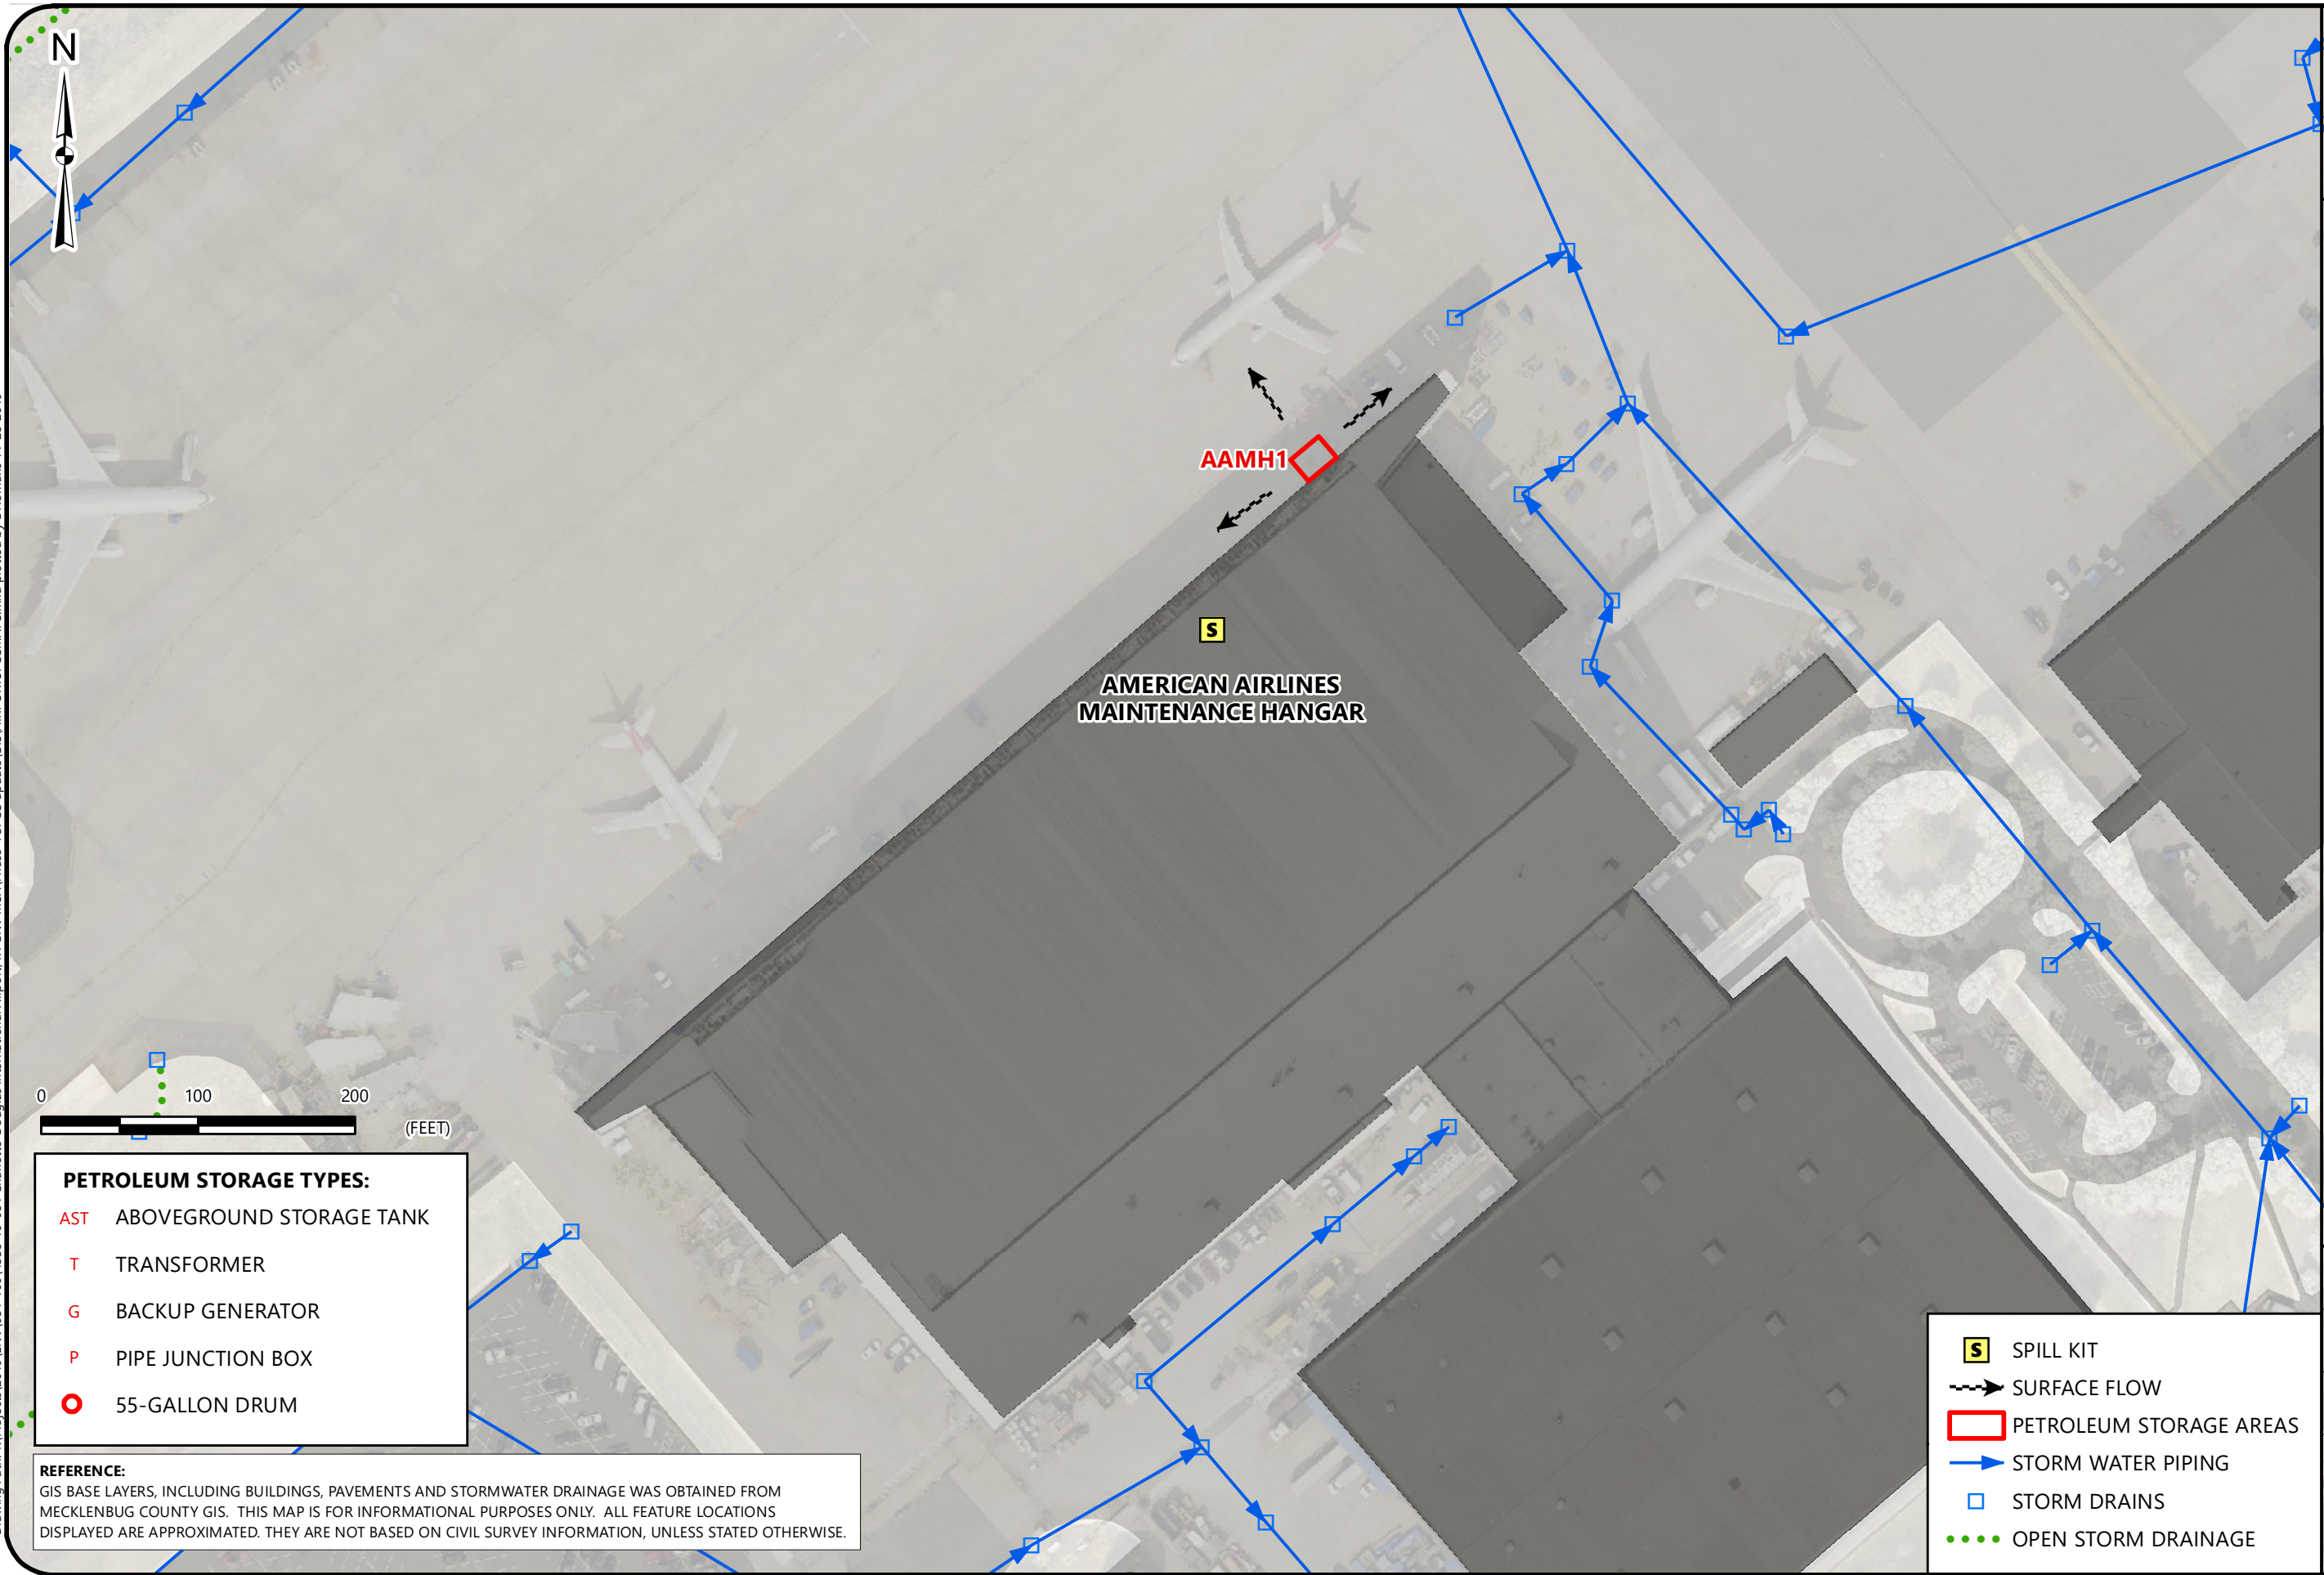 N
AAMH1
S
AMERICAN AIRLINES
MAINTENANCE HANGAR
0 100 200
(FEET)
PETROLEUM STORAGE TYPES:
AST ABOVEGROUND STORAGE TANK
T TRANSFORMER
G BACKUP GENERATOR
P PIPE JUNCTION BOX
55-GALLON DRUM
REFERENCE:
GIS BASE LAYERS, INCLUDING BUILDINGS, PAVEMENTS AND STORMWATER DRAINAGE WAS OBTAINED FROM
MECKLENBUG COUNTY GIS. THIS MAP IS FOR INFORMATIONAL PURPOSES ONLY. ALL FEATURE LOCATIONS
DISPLAYED ARE APPROXIMATED. THEY ARE NOT BASED ON CIVIL SURVEY INFORMATION, UNLESS STATED OTHERWISE.
S SPILL KIT
SURFACE FLOW
PETROLEUM STORAGE AREAS
STORM WATER PIPING
STORM DRAINS
OPEN STORM DRAINAGE